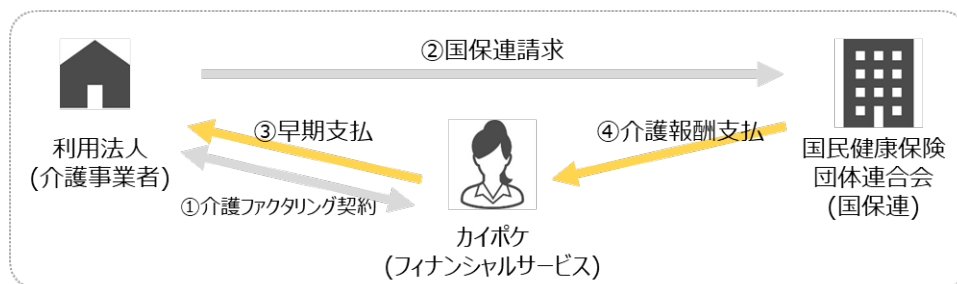 ②国保連請求
③早期支払
④介護報酬支払
利用法人
(介護事業者)
①介護ファクタリング契約
国民健康保険
団体連合会
(国保連)
カイポケ
(フィナンシャルサービス)